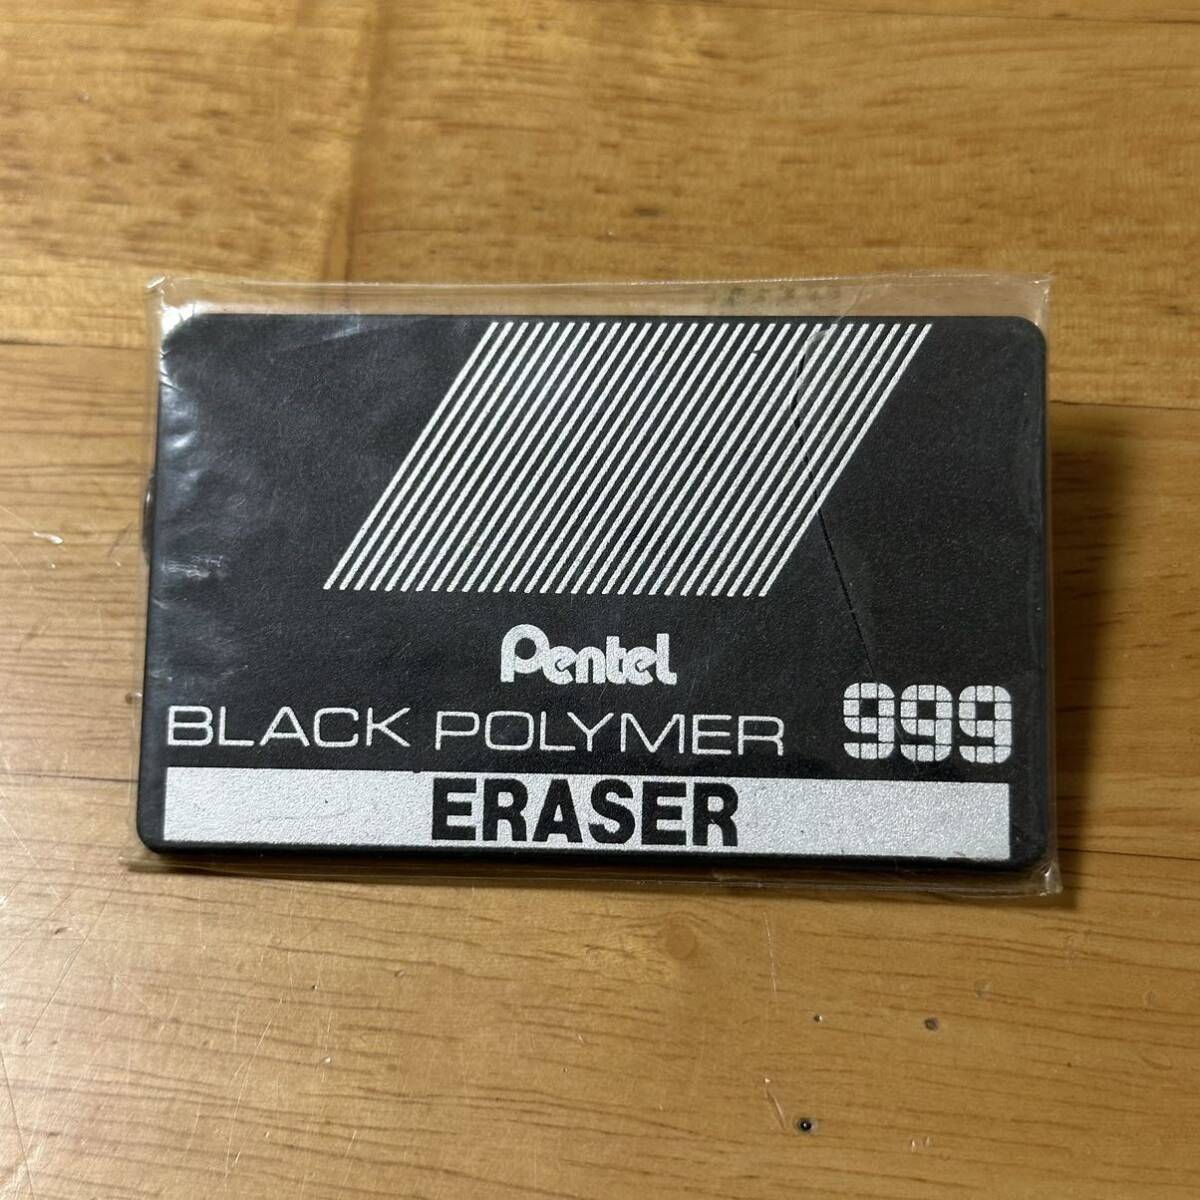 Pentel
BLACK POLYMER 999
ERASER